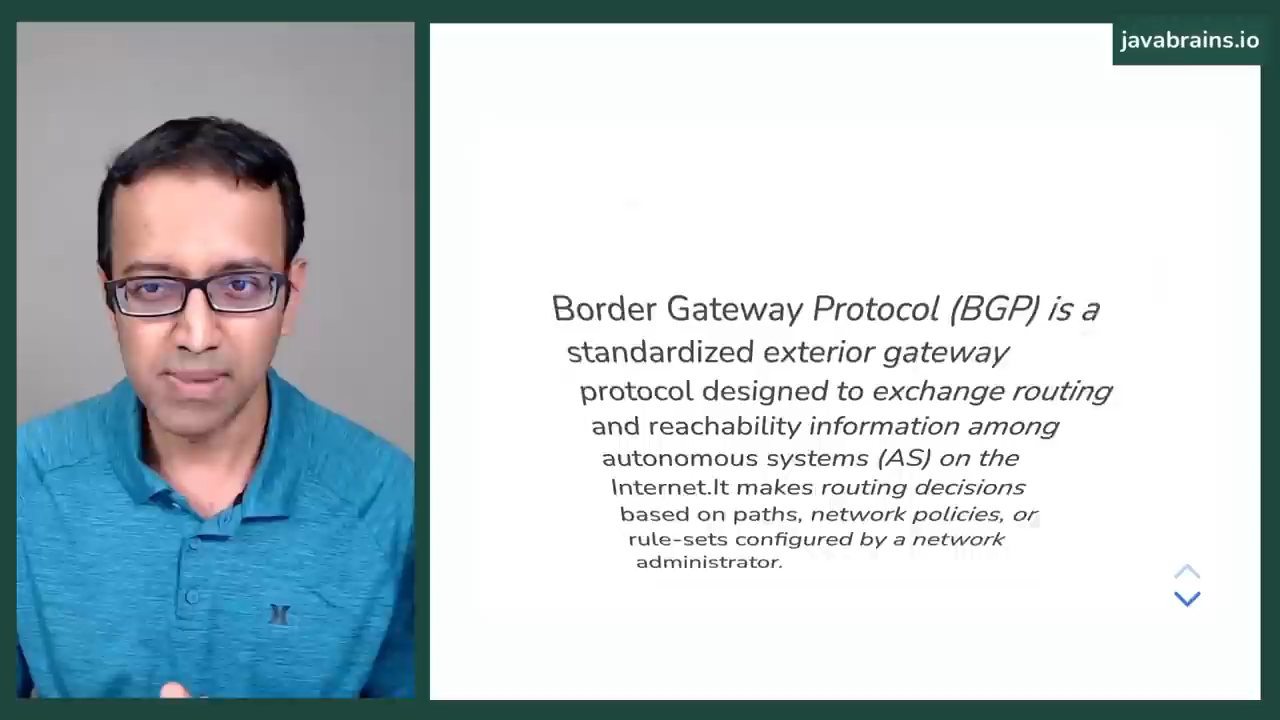 javabrains.io
Border Gateway Protocol (BGP) is a
standardized exterior gateway
protocol designed to exchange routing
and reachability information among
autonomous systems (AS) on the
Internet.It makes routing decisions
based on paths, network policies, or
rule-sets configured by a network
administrator.